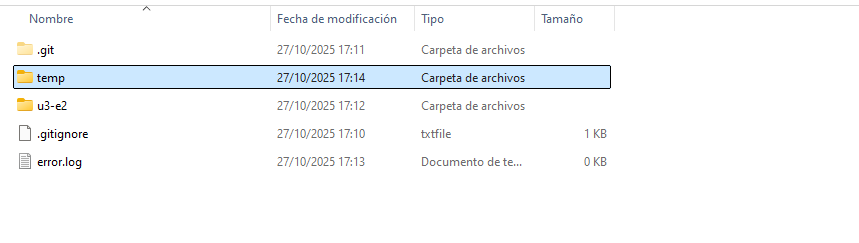 Nombre Fecha de modificación Tipo Tamaño
.git 27/10/2025 17:11 Carpeta de archivos
temp 27/10/2025 17:14 Carpeta de archivos
u3-e2 27/10/2025 17:12 Carpeta de archivos
.gitignore 27/10/2025 17:10 txtfile 1 KB
error.log 27/10/2025 17:13 Documento de te... 0 KB